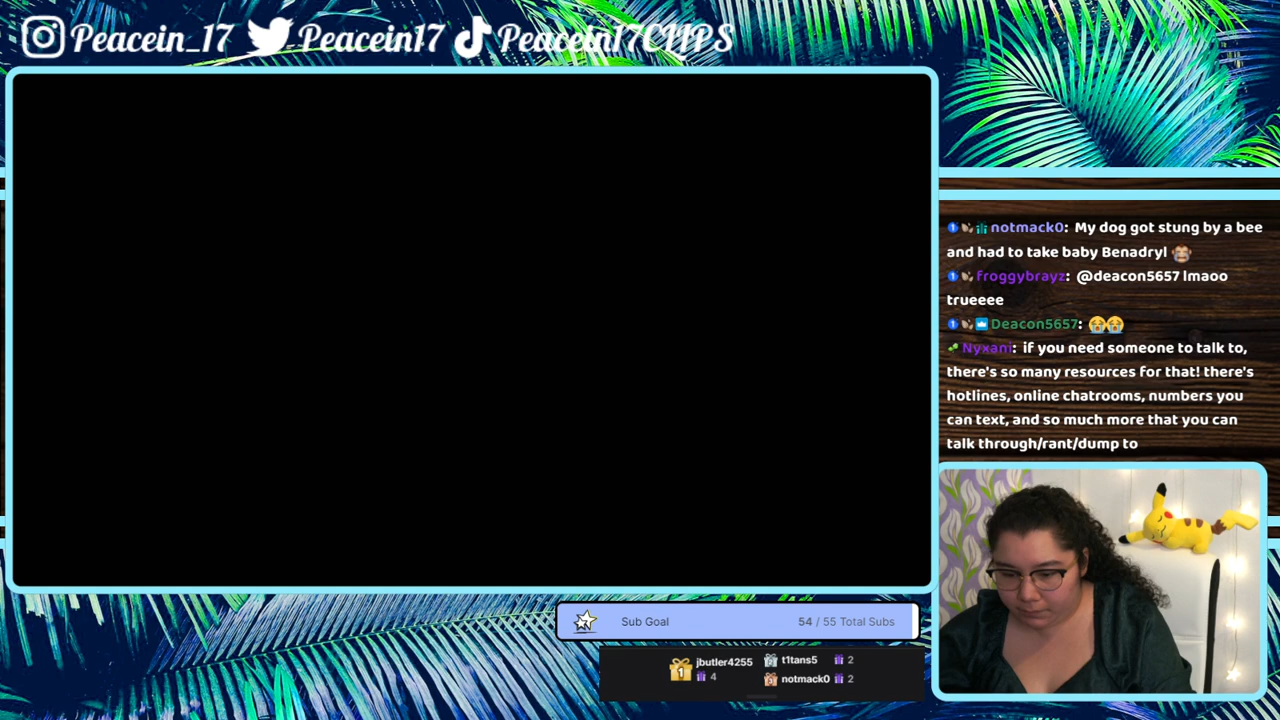 Peacein_17 Peacein17 Peacein17ClIPS
notmack0: My dog got stung by a bee
and had to take baby Benadryl
froggybrayz: @deacon5657 lmaoo
trueeee
Deacon5657:
Nyxani: if you need someone to talk to,
there's so many resources for that! there's
hotlines, online chatrooms, numbers you
can text, and so much more that you can
talk through/rant/dump to
Sub Goal 54 / 55 Total Subs
1 jbutler4255 4
t1tans5 2
notmack0 2